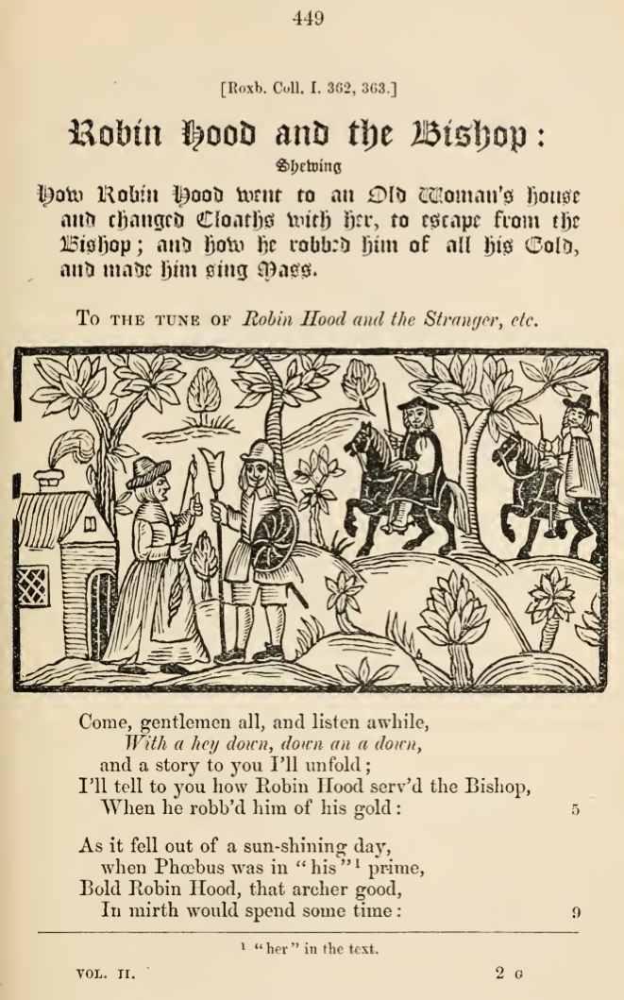 449
[Roxb. Coll. I. 362, 363.]
Robin Hood and the Bishop:
Shewing
How Robin Hood went to an Old Woman's house
and changed Cloaths with her, to escape from the
Bishop; and how he robbed him of all his Gold,
and made him sing Mass.
To the tune of Robin Hood and the Stranger, etc.
Come, gentlemen all, and listen awhile,
With a hey down, down an a down,
and a story to you I'll unfold;
I'll tell to you how Robin Hood serv'd the Bishop,
When he robb'd him of his gold: 5
As it fell out of a sun-shining day,
when Phœbus was in "his"¹ prime,
Bold Robin Hood, that archer good,
In mirth would spend some time: 9
¹ "her" in the text.
VOL. II. 2 G